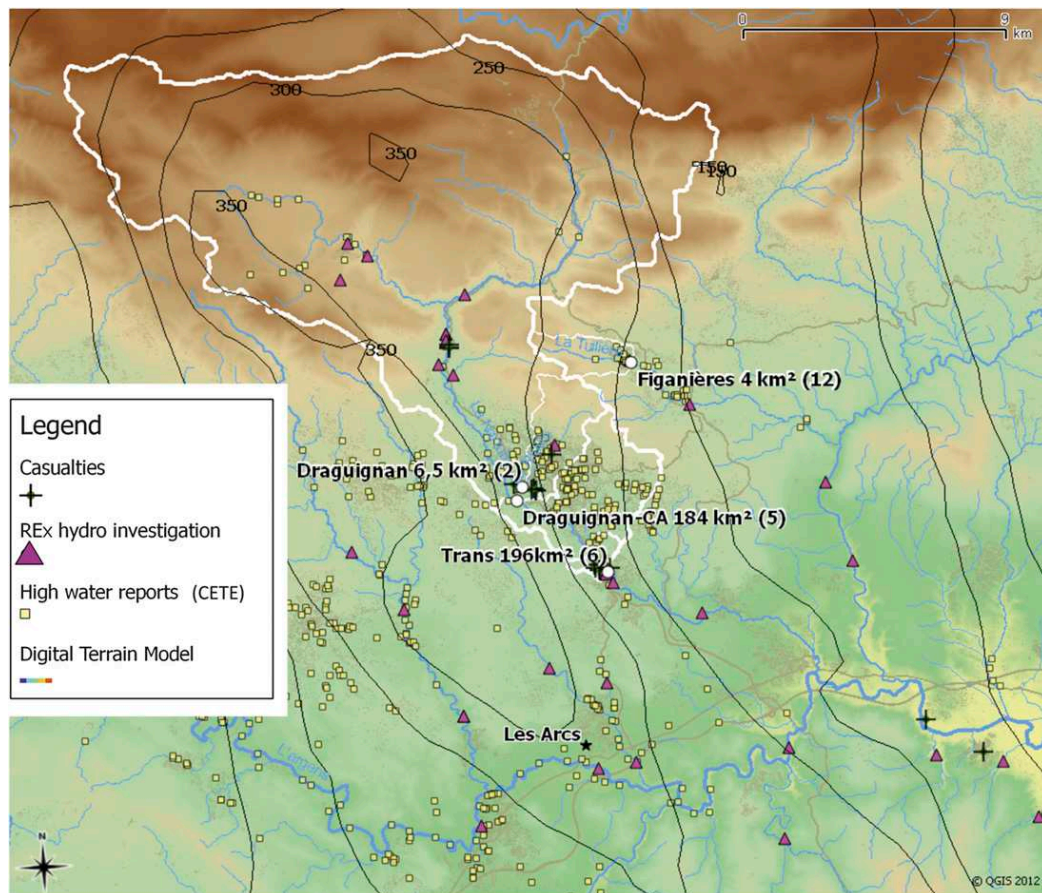 0 9
km
250
300
350
150
150
350
350
La Tuilière
Figanières 4 km² (12)
Draguignan 6,5 km² (2)
Draguignan-CA 184 km² (5)
Trans 196km² (6)
Les Arcs
L'argens
Legend
Casualties
REx hydro investigation
High water reports (CETE)
Digital Terrain Model
N
© QGIS 2012